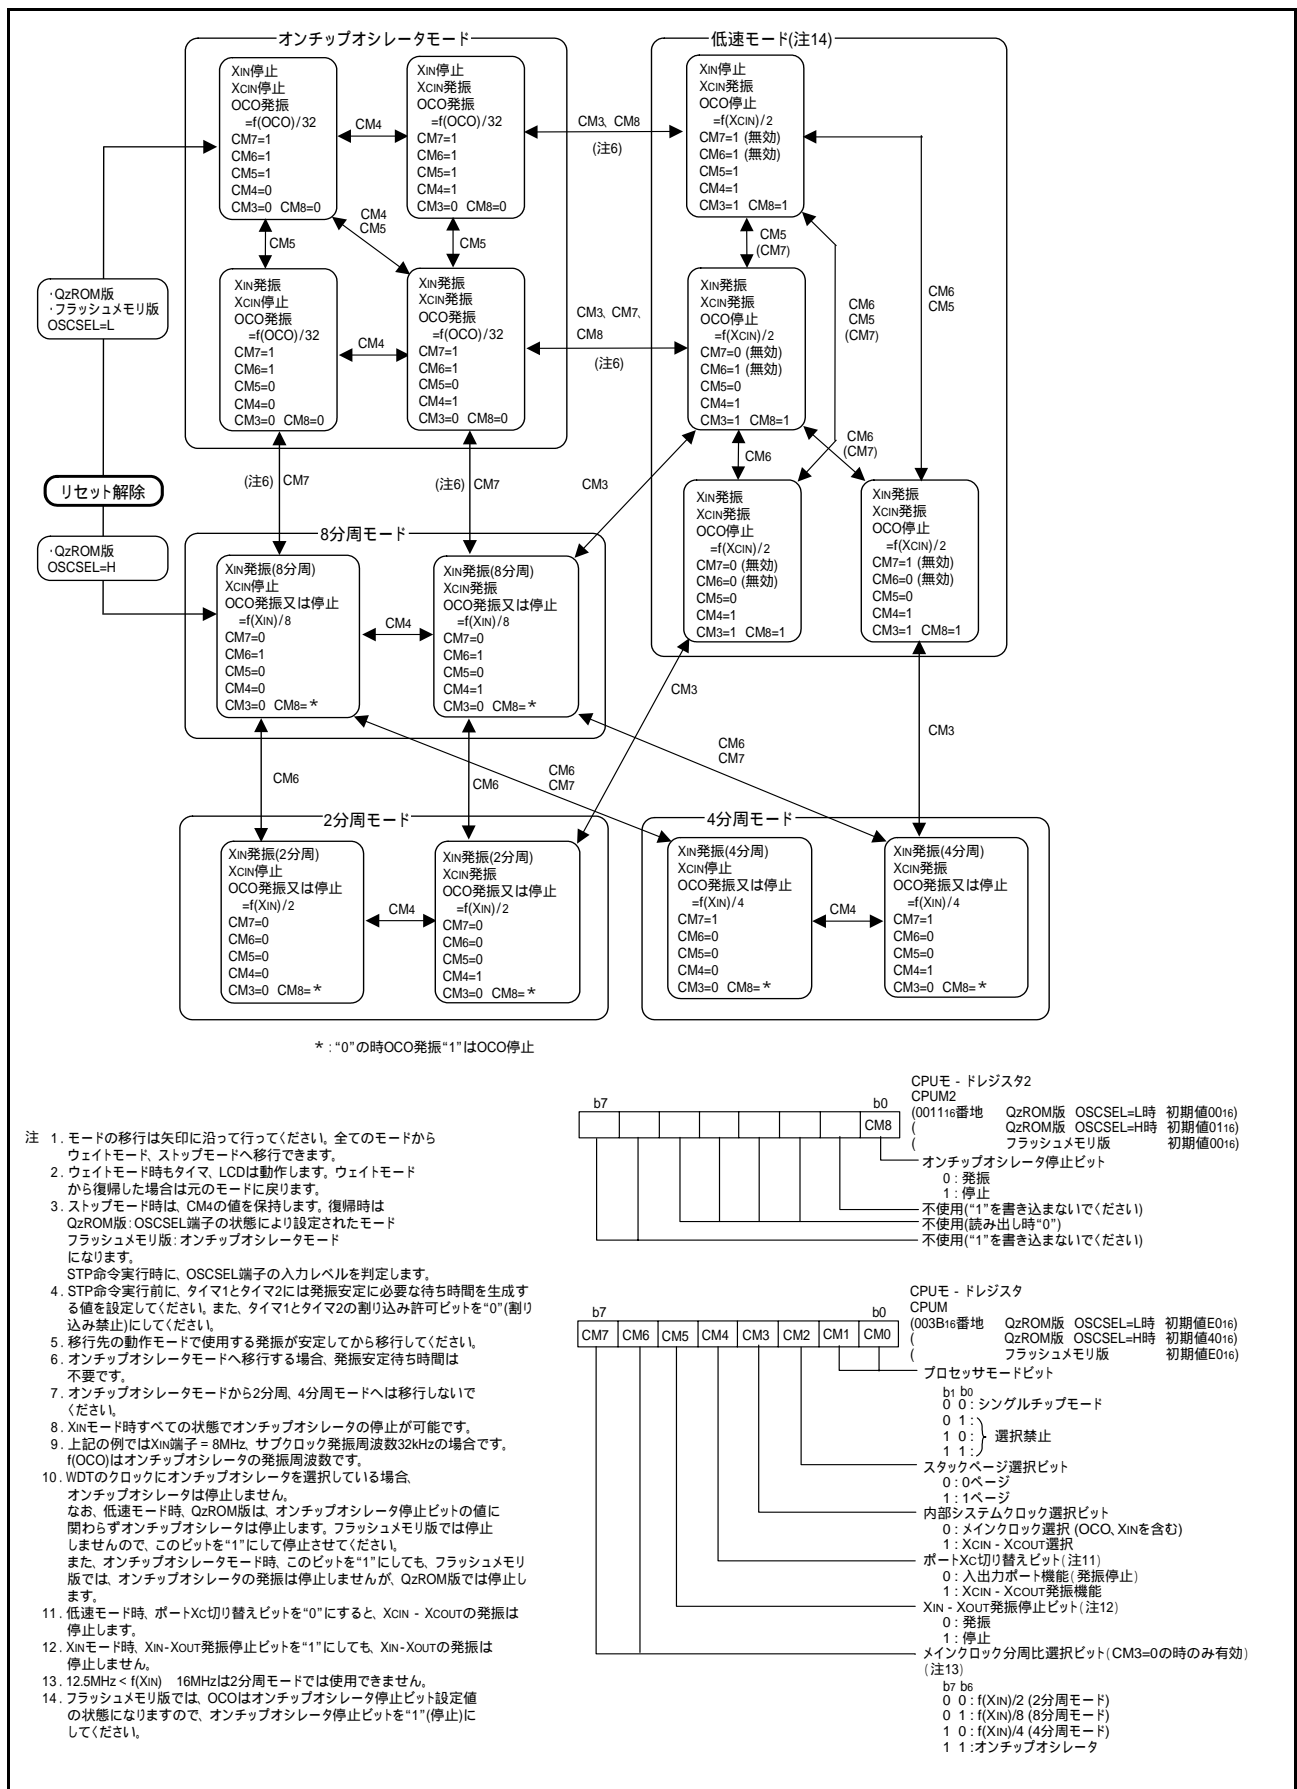 オンチップオシレータモード
XIN停止
XCIN停止
OCO発振
=f(OCO)/32
CM7=1
CM6=1
CM5=1
CM4=0
CM3=0 CM8=0
CM4
XIN停止
XCIN発振
OCO発振
=f(OCO)/32
CM7=1
CM6=1
CM5=1
CM4=1
CM3=0 CM8=0
CM5
CM4
CM5
CM5
XIN発振
XCIN停止
OCO発振
=f(OCO)/32
CM7=1
CM6=1
CM5=0
CM4=0
CM3=0 CM8=0
CM4
XIN発振
XCIN発振
OCO発振
=f(OCO)/32
CM7=1
CM6=1
CM5=0
CM4=1
CM3=0 CM8=0
CM3、CM8
(注6)
CM3、CM7、
CM8
(注6)
低速モード(注14)
XIN停止
XCIN発振
OCO停止
=f(XCIN)/2
CM7=1 (無効)
CM6=1 (無効)
CM5=1
CM4=1
CM3=1 CM8=1
CM5
(CM7)
XIN発振
XCIN発振
OCO停止
=f(XCIN)/2
CM7=0 (無効)
CM6=1 (無効)
CM5=0
CM4=1
CM3=1 CM8=1
CM6
CM5
(CM7)
CM6
CM5
CM6
CM6
(CM7)
XIN発振
XCIN発振
OCO停止
=f(XCIN)/2
CM7=0 (無効)
CM6=0 (無効)
CM5=0
CM4=1
CM3=1 CM8=1
XIN発振
XCIN発振
OCO停止
=f(XCIN)/2
CM7=1 (無効)
CM6=0 (無効)
CM5=0
CM4=1
CM3=1 CM8=1
・QzROM版
・フラッシュメモリ版
OSCSEL=L
リセット解除
・QzROM版
OSCSEL=H
(注6) CM7
(注6) CM7
CM3
8分周モード
XIN発振(8分周)
XCIN停止
OCO発振又は停止
=f(XIN)/8
CM7=0
CM6=1
CM5=0
CM4=0
CM3=0 CM8=*
CM4
XIN発振(8分周)
XCIN発振
OCO発振又は停止
=f(XIN)/8
CM7=0
CM6=1
CM5=0
CM4=1
CM3=0 CM8=*
CM3
CM3
CM6
CM6
CM6
CM7
CM6
CM7
2分周モード
XIN発振(2分周)
XCIN停止
OCO発振又は停止
=f(XIN)/2
CM7=0
CM6=0
CM5=0
CM4=0
CM3=0 CM8=*
CM4
XIN発振(2分周)
XCIN発振
OCO発振又は停止
=f(XIN)/2
CM7=0
CM6=0
CM5=0
CM4=1
CM3=0 CM8=*
4分周モード
XIN発振(4分周)
XCIN停止
OCO発振又は停止
=f(XIN)/4
CM7=1
CM6=0
CM5=0
CM4=0
CM3=0 CM8=*
CM4
XIN発振(4分周)
XCIN発振
OCO発振又は停止
=f(XIN)/4
CM7=1
CM6=0
CM5=0
CM4=1
CM3=0 CM8=*
*:“0”の時OCO発振“1”はOCO停止
注 1. モードの移行は矢印に沿って行ってください。全てのモードから
ウェイトモード、ストップモードへ移行できます。
2. ウェイトモード時もタイマ、LCDは動作します。ウェイトモード
から復帰した場合は元のモードに戻ります。
3. ストップモード時は、CM4の値を保持します。復帰時は
QzROM版:OSCSEL端子の状態により設定されたモード
フラッシュメモリ版:オンチップオシレータモード
になります。
STP命令実行時に、OSCSEL端子の入力レベルを判定します。
4. STP命令実行前に、タイマ1とタイマ2には発振安定に必要な待ち時間を生成す
る値を設定してください。また、タイマ1とタイマ2の割り込み許可ビットを“0”(割り
込み禁止)にしてください。
5. 移行先の動作モードで使用する発振が安定してから移行してください。
6. オンチップオシレータモードへ移行する場合、発振安定待ち時間は
不要です。
7. オンチップオシレータモードから2分周、4分周モードへは移行しないで
ください。
8. XINモード時すべての状態でオンチップオシレータの停止が可能です。
9. 上記の例ではXIN端子 = 8MHz、サブクロック発振周波数32kHzの場合です。
f(OCO)はオンチップオシレータの発振周波数です。
10. WDTのクロックにオンチップオシレータを選択している場合、
オンチップオシレータは停止しません。
なお、低速モード時、QzROM版は、オンチップオシレータ停止ビットの値に
関わらずオンチップオシレータは停止します。フラッシュメモリ版では停止
しませんので、このビットを“1”にして停止させてください。
また、オンチップオシレータモード時、このビットを“1”にしても、フラッシュメモリ
版では、オンチップオシレータの発振は停止しませんが、QzROM版では停止し
ます。
11. 低速モード時、ポートXC切り替えビットを“0”にすると、XCIN - XCOUTの発振は
停止します。
12. XINモード時、XIN-XOUT発振停止ビットを“1”にしても、XIN-XOUTの発振は
停止しません。
13. 12.5MHz < f(XIN) 16MHzは2分周モードでは使用できません。
14. フラッシュメモリ版では、OCOはオンチップオシレータ停止ビット設定値
の状態になりますので、オンチップオシレータ停止ビットを“1”(停止)に
してください。
CPUモ - ドレジスタ2
CPUM2
(001116番地 QzROM版 OSCSEL=L時 初期値0016)
( QzROM版 OSCSEL=H時 初期値0116)
( フラッシュメモリ版 初期値0016)
b7 b0
CM8
オンチップオシレータ停止ビット
0:発振
1:停止
不使用(“1”を書き込まないでください)
不使用(読み出し時“0”)
不使用(“1”を書き込まないでください)
CPUモ - ドレジスタ
CPUM
(003B16番地 QzROM版 OSCSEL=L時 初期値E016)
( QzROM版 OSCSEL=H時 初期値4016)
( フラッシュメモリ版 初期値E016)
b7 b0
CM7 CM6 CM5 CM4 CM3 CM2 CM1 CM0
プロセッサモードビット
b1 b0
0 0:シングルチップモード
0 1:
1 0: 選択禁止
1 1:
スタックページ選択ビット
0:0ページ
1:1ページ
内部システムクロック選択ビット
0:メインクロック選択 (OCO、XINを含む)
1:XCIN - XCOUT選択
ポートXC切り替えビット(注11)
0:入出力ポート機能(発振停止)
1:XCIN - XCOUT発振機能
XIN - XOUT発振停止ビット(注12)
0:発振
1:停止
メインクロック分周比選択ビット(CM3=0の時のみ有効)
(注13)
b7 b6
0 0:f(XIN)/2 (2分周モード)
0 1:f(XIN)/8 (8分周モード)
1 0:f(XIN)/4 (4分周モード)
1 1:オンチップオシレータ